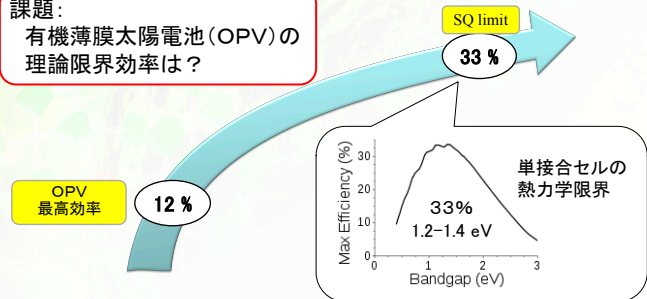 課題:
有機薄膜太陽電池(OPV)の
理論限界効率は?
SQ limit
33 %
OPV
最高効率
12 %
Max Efficiency (%)
30
20
10
0
0
1
2
3
Bandgap (eV)
33%
1.2-1.4 eV
単接合セルの
熱力学限界